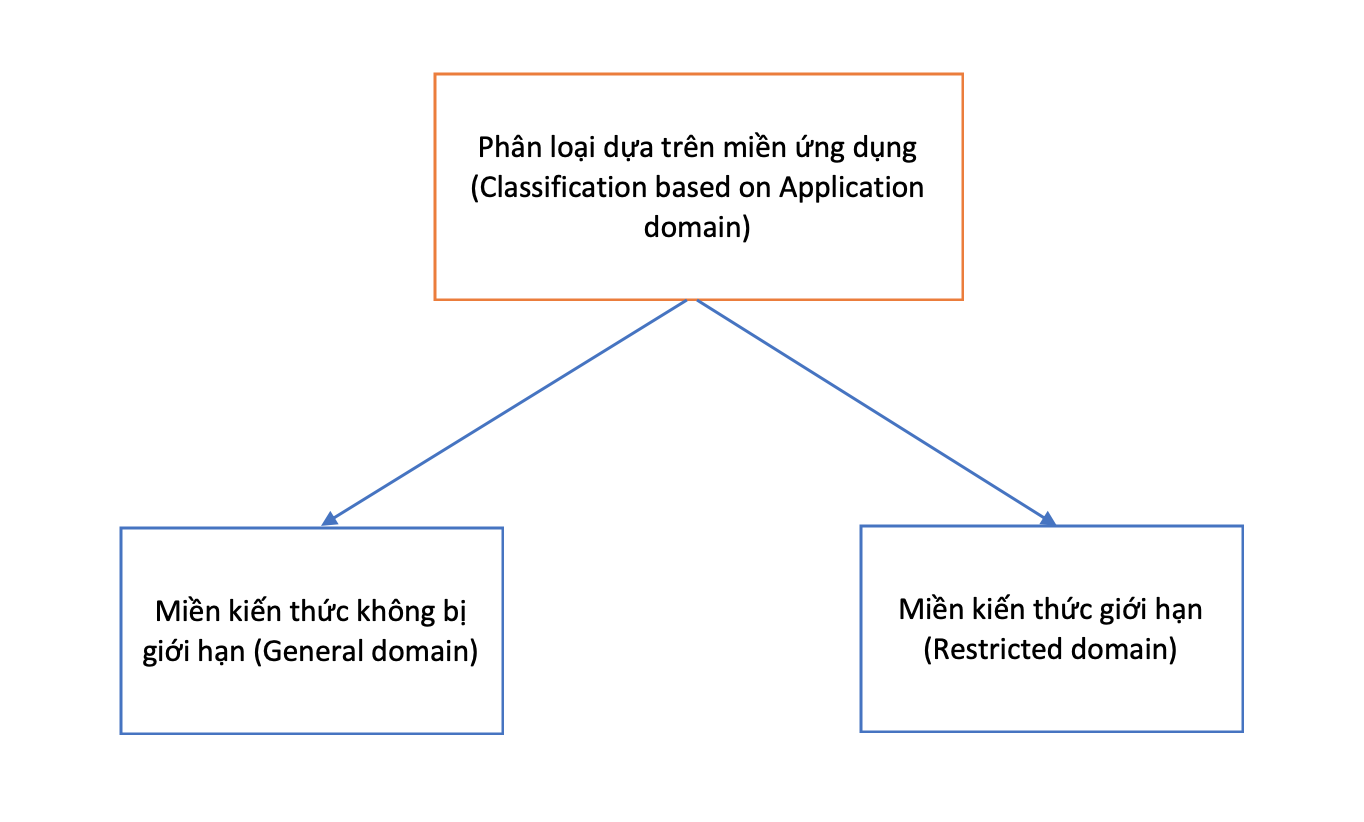 Phân loại dựa trên miền ứng dụng
(Classification based on Application
domain)
Miền kiến thức không bị
giới hạn (General domain)
Miền kiến thức giới hạn
(Restricted domain)